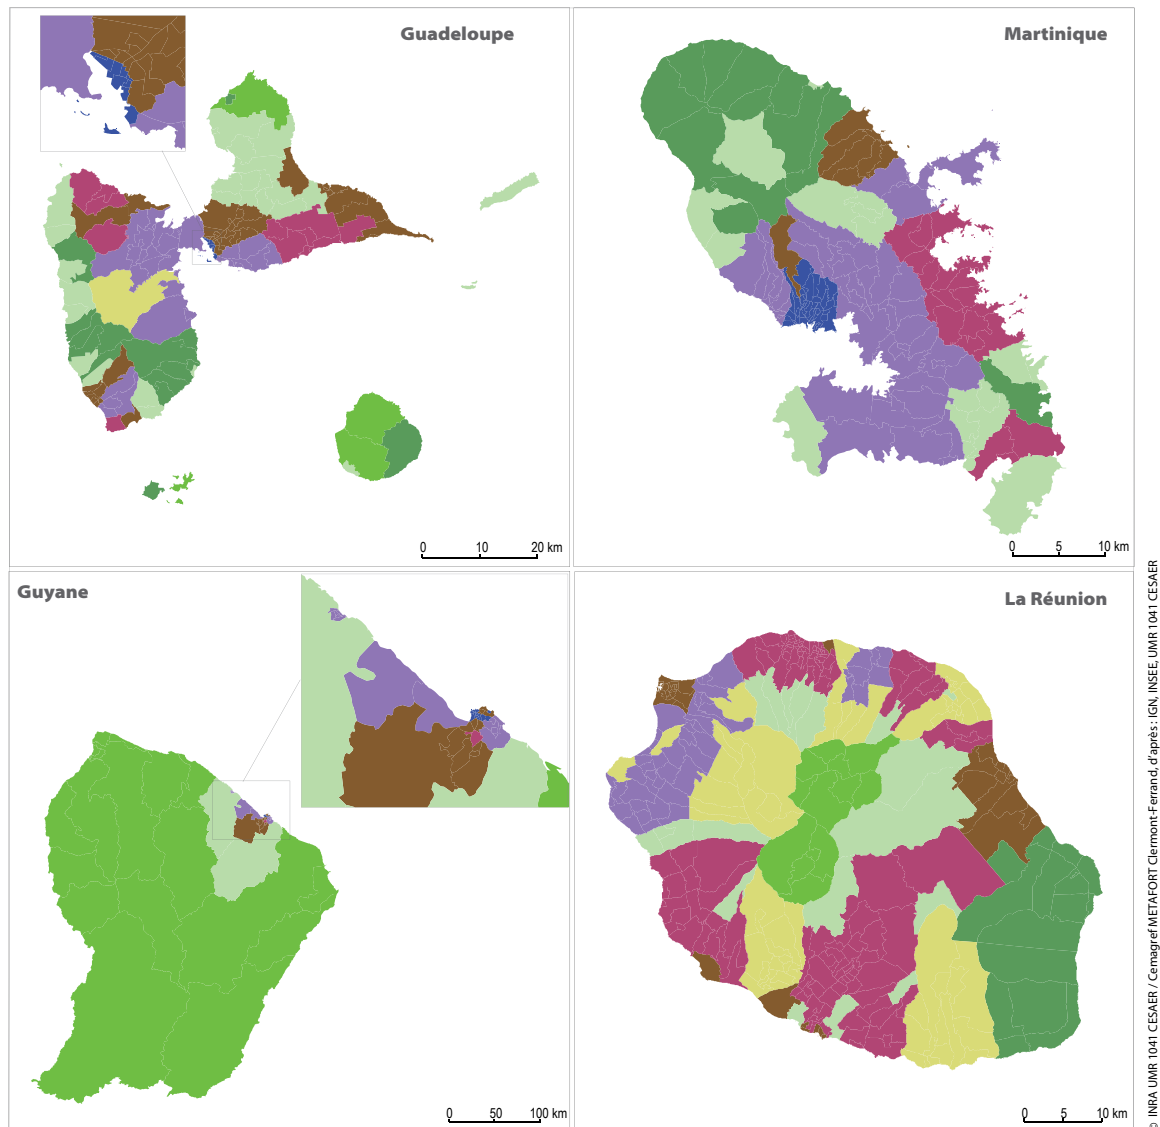 Guadeloupe
0 10 20 km
Martinique
0 5 10 km
Guyane
0 50 100 km
La Réunion
0 5 10 km
© INRA UMR 1041 CESAER / Cemagref METAFORT Clermont-Ferrand, d'après : IGN, INSEE, UMR 1041 CESAER